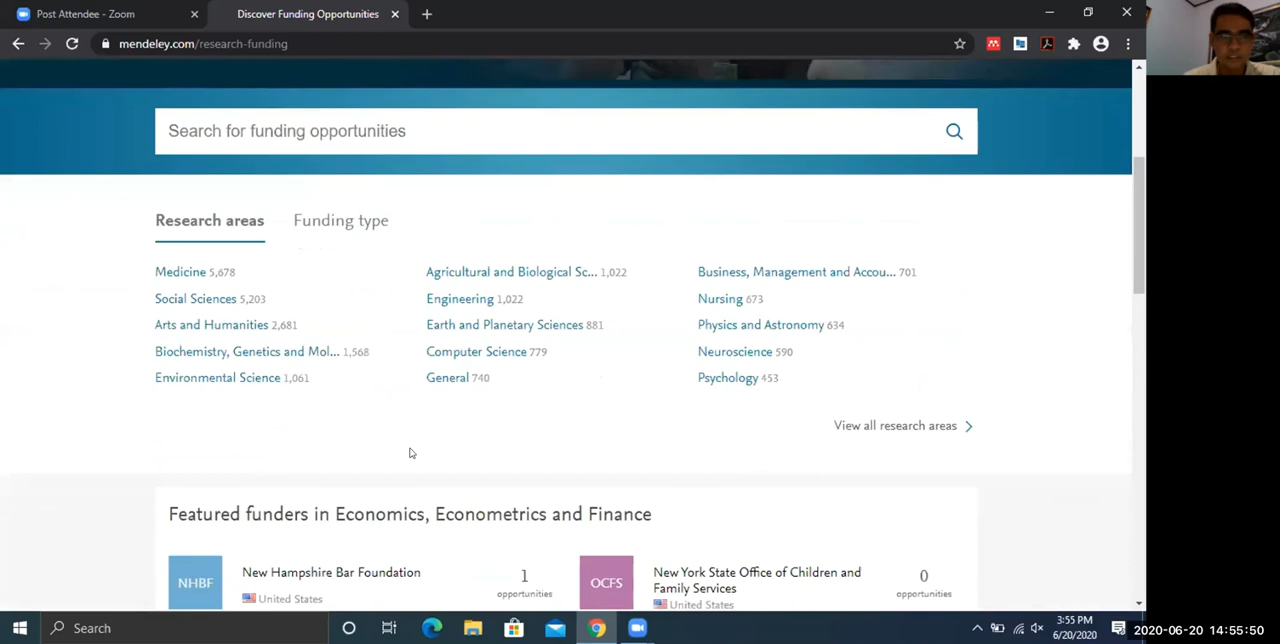 Post Attendee - Zoom
Discover Funding Opportunities
mendeley.com/research-funding
Search for funding opportunities
Research areas
Funding type
Medicine 5,678
Social Sciences 5,203
Arts and Humanities 2,681
Biochemistry, Genetics and Mol... 1,568
Environmental Science 1,061
Agricultural and Biological Sc... 1,022
Engineering 1,022
Earth and Planetary Sciences 881
Computer Science 779
General 740
Business, Management and Accou... 701
Nursing 673
Physics and Astronomy 634
Neuroscience 590
Psychology 453
View all research areas
Featured funders in Economics, Econometrics and Finance
NHBF
New Hampshire Bar Foundation
United States
1
opportunities
OCFS
New York State Office of Children and
Family Services
United States
0
opportunities
Search
3:55 PM
6/20/2020
2020-06-20 14:55:50